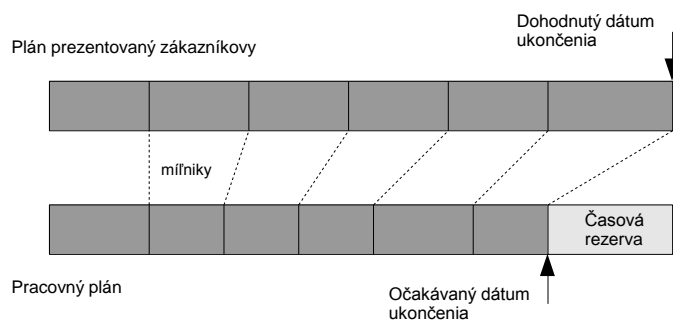 Dohodnutý dátum
ukončenia
Plán prezentovaný zákazníkovy
míľniky
Časová
rezerva
Pracovný plán
Očakávaný dátum
ukončenia